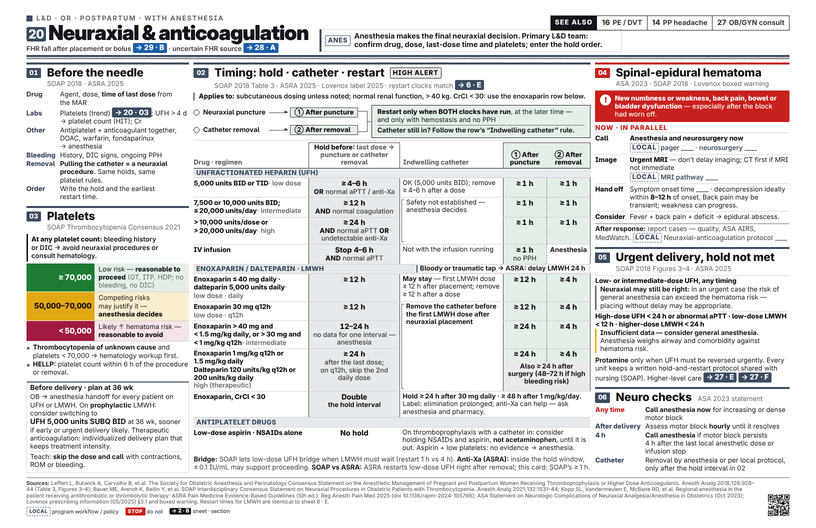 L&D · OR · POSTPARTUM · WITH ANESTHESIA
20 Neuraxial & anticoagulation
FHR fall after placement or bolus → 29·B · uncertain FHR source → 28·A
SEE ALSO 16 PE / DVT 14 PP headache 27 OB/GYN consult
ANES Anesthesia makes the final decision. Primary L&D team:
confirm drug, dose, last-dose time and platelets; enter the hold order.
01 Before the needle
SOAP 2018 · ASRA 2025
Drug Agent, dose, time of last dose from
the MAR
Labs Platelets (trend) → 20·03; UFH > 4 d
→ platelet count (HIT); Cr
Other Antiplatelet + anticoagulant together,
DOAC, warfarin, fondaparinux
→ anesthesia
Bleeding History, DIC signs, ongoing PPH
Removal Pulling the catheter = a neuraxial
procedure. Same holds, same
platelet rules.
Order Write the hold and the earliest
restart time.
03 Platelets
SOAP Thrombocytopenia Consensus 2021
At any platelet count: bleeding history
or DIC → avoid neuraxial procedures or
consult hematology.
≥ 70,000 Low risk — reasonable to
proceed (GT, ITP, HDP; no
bleeding, no DIC)
50,000–70,000 Competing risks
may justify it —
anesthesia decides
< 50,000 Likely ↑ hematoma risk —
reasonable to avoid
• Thrombocytopenia of unknown cause and
platelets < 70,000 → hematology workup first.
• HELLP: platelet count within 6 h of the procedure
or removal.
Before delivery · plan at 36 wk
OB → anesthesia handoff for every patient on
UFH or LMWH. On prophylactic LMWH:
consider switching to
UFH 5,000 units SUBQ BID at 36 wk, sooner
if early or urgent delivery likely. Therapeutic
anticoagulation: individualized delivery plan that
keeps treatment intensity.
Teach: skip the dose and call with contractions,
ROM or bleeding.
02 Timing: hold · catheter · restart HIGH ALERT
SOAP 2018 Table 3 · ASRA 2025 · Lovenox label 2025 · restart clocks match → 6·E
Applies to: subcutaneous dosing unless noted; normal renal function, > 40 kg. CrCl < 30: use the enoxaparin row below.
Neuraxial puncture 1 After puncture
Catheter removal 2 After removal
Restart only when BOTH clocks have run, at the later time —
and only with hemostasis and no PPH
Catheter still in? Follow the row's “Indwelling catheter” rule.
Drug · regimen Hold before: last dose → puncture or catheter removal Indwelling catheter 1 After puncture 2 After removal
UNFRACTIONATED HEPARIN (UFH)
5,000 units BID or TID · low dose ≥ 4–6 h OR normal aPTT / anti-Xa OK (5,000 units BID); remove ≥ 4–6 h after a dose ≥ 1 h ≥ 1 h
7,500 or 10,000 units BID; ≤ 20,000 units/day · intermediate ≥ 12 h AND normal coagulation Safety not established — anesthesia decides ≥ 1 h ≥ 1 h
> 10,000 units/dose or > 20,000 units/day · high ≥ 24 h AND normal aPTT OR undetectable anti-Xa ≥ 1 h ≥ 1 h
IV infusion Stop 4–6 h AND normal aPTT Not with the infusion running ≥ 1 h no PPH Anesthesia
ENOXAPARIN / DALTEPARIN · LMWH Bloody or traumatic tap → ASRA: delay LMWH 24 h
Enoxaparin ≤ 40 mg daily · dalteparin 5,000 units daily · low dose · daily ≥ 12 h May stay — first LMWH dose ≥ 12 h after placement; remove ≥ 12 h after a dose ≥ 12 h ≥ 4 h
Enoxaparin 30 mg q12h · low dose · q12h ≥ 12 h Remove the catheter before the first LMWH dose after neuraxial placement ≥ 12 h ≥ 4 h
Enoxaparin > 40 mg and < 1.5 mg/kg daily, or > 30 mg and < 1 mg/kg q12h · intermediate 12–24 h no data for one interval — anesthesia ≥ 24 h ≥ 4 h
Enoxaparin 1 mg/kg q12h or 1.5 mg/kg daily Dalteparin 120 units/kg q12h or 200 units/kg daily high (therapeutic) ≥ 24 h after the last dose; on q12h, skip the 2nd daily dose ≥ 24 h ≥ 4 h
Also ≥ 24 h after surgery (48–72 h if high bleeding risk)
Enoxaparin, CrCl < 30 Double the hold interval Hold ≥ 24 h after 30 mg daily · ≥ 48 h after 1 mg/kg/day. Label: elimination prolonged; anti-Xa can help — ask anesthesia and pharmacy.
ANTIPLATELET DRUGS
Low-dose aspirin · NSAIDs alone No hold On thromboprophylaxis with a catheter in: consider holding NSAIDs and aspirin, not acetaminophen, until it is out. Aspirin + low platelets: no evidence → anesthesia.
Bridge: SOAP lets low-dose UFH bridge when LMWH must wait (restart 1 h vs 4 h). Anti-Xa (ASRA): inside the hold window,
≤ 0.1 IU/mL may support proceeding. SOAP vs ASRA: ASRA restarts low-dose UFH right after removal; this card: SOAP's ≥ 1 h.
04 Spinal-epidural hematoma
ASA 2023 · SOAP 2018 · Lovenox boxed warning
! New numbness or weakness, back pain, bowel or
bladder dysfunction — especially after the block
had worn off.
NOW · IN PARALLEL
Call Anesthesia and neurosurgery now
LOCAL pager ____ · neurosurgery ____
Image Urgent MRI — don't delay imaging; CT first if MRI
not immediate
LOCAL MRI pathway ____
Hand off Symptom onset time ____ · decompression ideally
within 8–12 h of onset. Back pain may be
transient; weakness can progress.
Consider Fever + back pain + deficit → epidural abscess.
After response: report cases — quality, ASA AIRS,
MedWatch. LOCAL Neuraxial-anticoagulation protocol ____
05 Urgent delivery, hold not met
SOAP 2018 Figures 3–4 · ASRA 2025
Low- or intermediate-dose UFH, any timing
Neuraxial may still be right: in an urgent case the risk of
general anesthesia can exceed the hematoma risk —
placing without delay may be appropriate.
High-dose UFH < 24 h or abnormal aPTT · low-dose LMWH
< 12 h · higher-dose LMWH < 24 h
Insufficient data — consider general anesthesia.
Anesthesia weighs airway and comorbidity against
hematoma risk.
Protamine only when UFH must be reversed urgently. Every
unit keeps a written hold-and-restart protocol shared with
nursing (SOAP). Higher-level care → 27·E → 27·F
06 Neuro checks ASA 2023 statement
Any time Call anesthesia now for increasing or dense
motor block
After delivery Assess motor block hourly until it resolves
4 h Call anesthesia if motor block persists
4 h after the last local anesthetic dose or
infusion stop
Catheter Removal by anesthesia or per local protocol,
only after the hold interval in 02
LOCAL program workflow / policy STOP do not → 2·B sheet · section